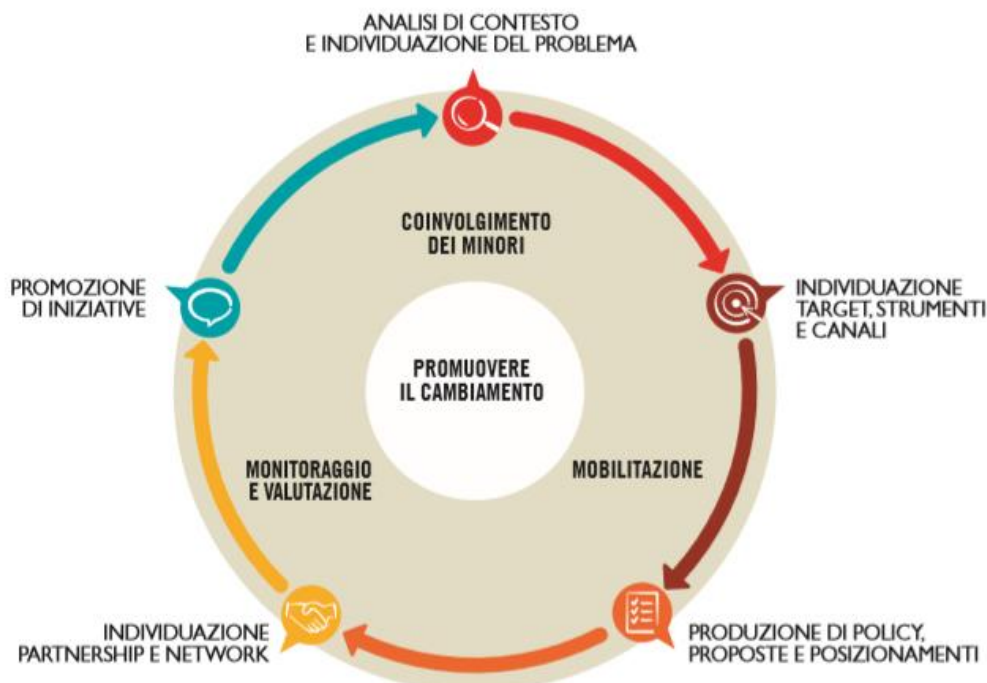 ANALISI DI CONTESTO
E INDIVIDUAZIONE DEL PROBLEMA
COINVOLGIMENTO
DEI MINORI
PROMOZIONE
DI INIZIATIVE
INDIVIDUAZIONE
TARGET, STRUMENTI
E CANALI
PROMUOVERE
IL CAMBIAMENTO
MONITORAGGIO
E VALUTAZIONE
MOBILITAZIONE
INDIVIDUAZIONE
PARTNERSHIP E NETWORK
PRODUZIONE DI POLICY,
PROPOSTE E POSIZIONAMENTI